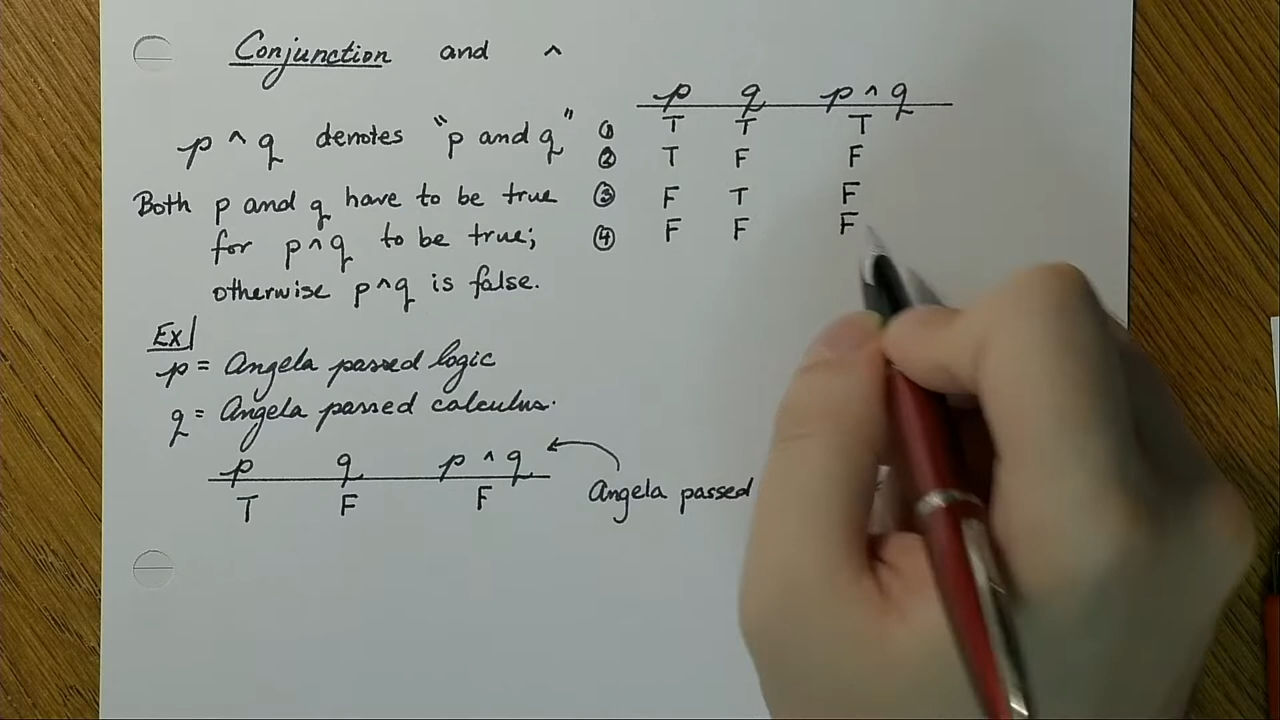 Conjunction and ^
p ^ q denotes "p and q"
Both p and q have to be true
for p^q to be true;
otherwise p^q is false.
p q p ^ q
① T T T
② T F F
③ F T F
④ F F F
Ex
p = Angela passed logic
q = Angela passed calculus.
p q p ^ q
T F F
Angela passed